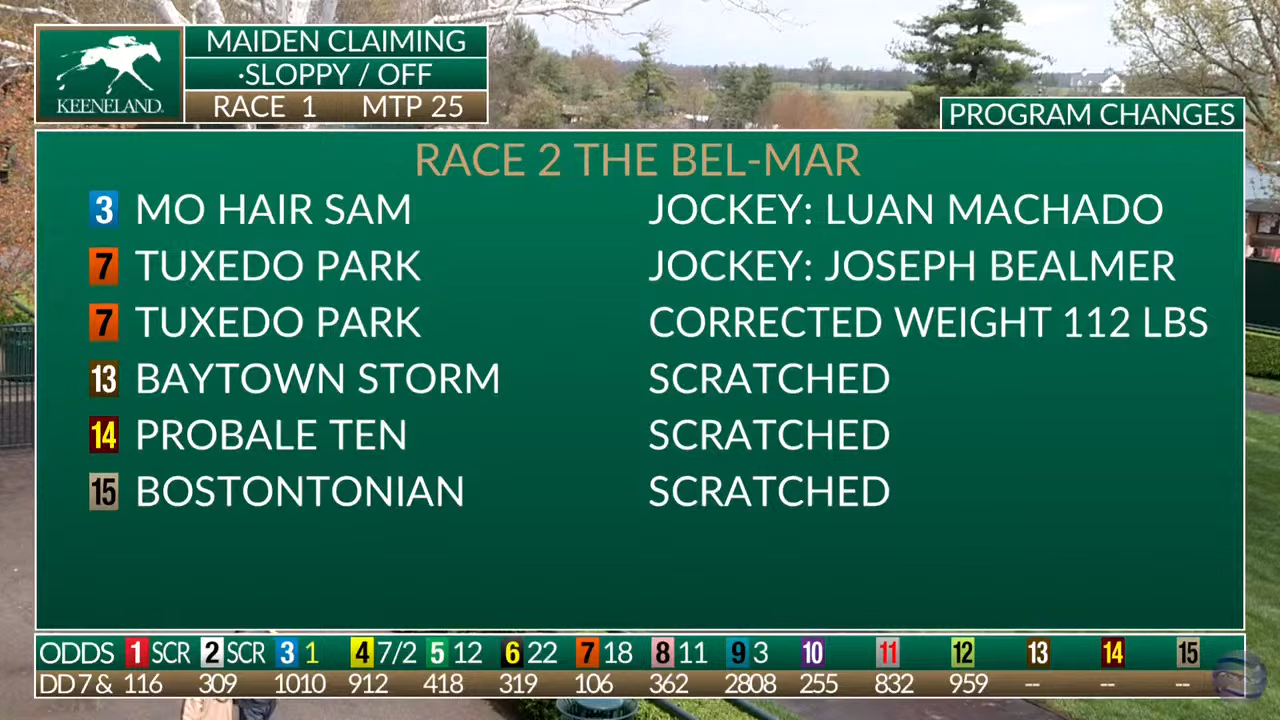 MAIDEN CLAIMING
·SLOPPY / OFF
KEENELAND.
RACE 1 MTP 25
PROGRAM CHANGES
RACE 2 THE BEL-MAR
3 MO HAIR SAM JOCKEY: LUAN MACHADO
7 TUXEDO PARK JOCKEY: JOSEPH BEALMER
7 TUXEDO PARK CORRECTED WEIGHT 112 LBS
13 BAYTOWN STORM SCRATCHED
14 PROBALE TEN SCRATCHED
15 BOSTONTONIAN SCRATCHED
ODDS 1 SCR 2 SCR 3 1 4 7/2 5 12 6 22 7 18 8 11 9 3 10 11 12 13 14 15
DD 7 & 116 309 1010 912 418 319 106 362 2808 255 832 959 -- -- --